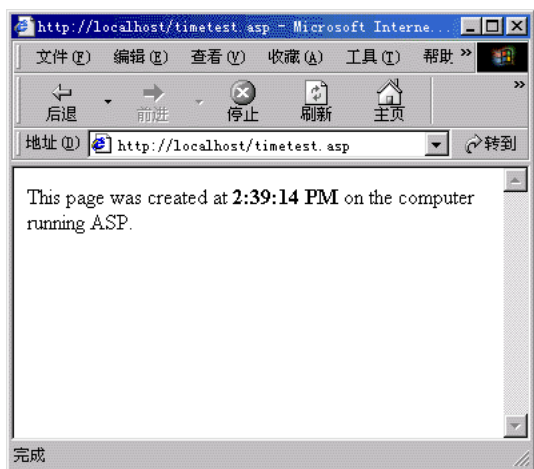 http://localhost/timetest.asp - Microsoft Interne...
文件(F) 编辑(E) 查看(V) 收藏(A) 工具(T) 帮助 »
后退 前进 停止 刷新 主页 »
地址(D) http://localhost/timetest.asp 转到
This page was created at 2:39:14 PM on the computer
running ASP.
完成